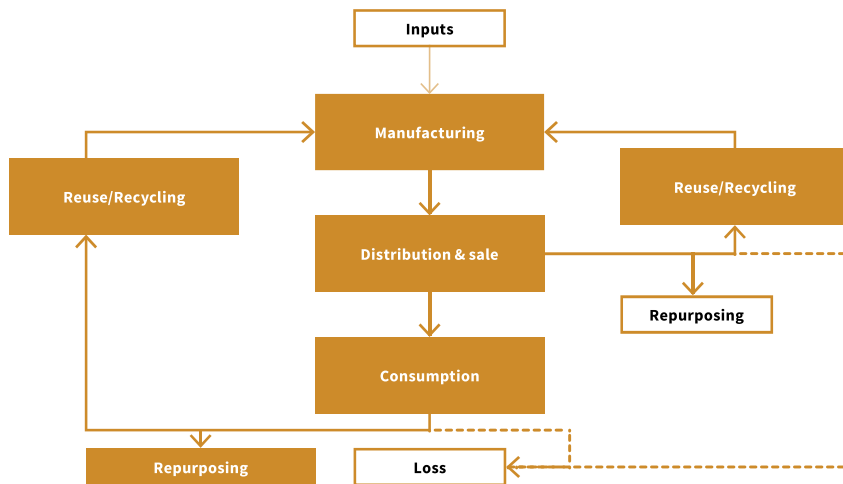 Inputs
Manufacturing
Reuse/Recycling
Reuse/Recycling
Distribution & sale
Repurposing
Consumption
Repurposing
Loss